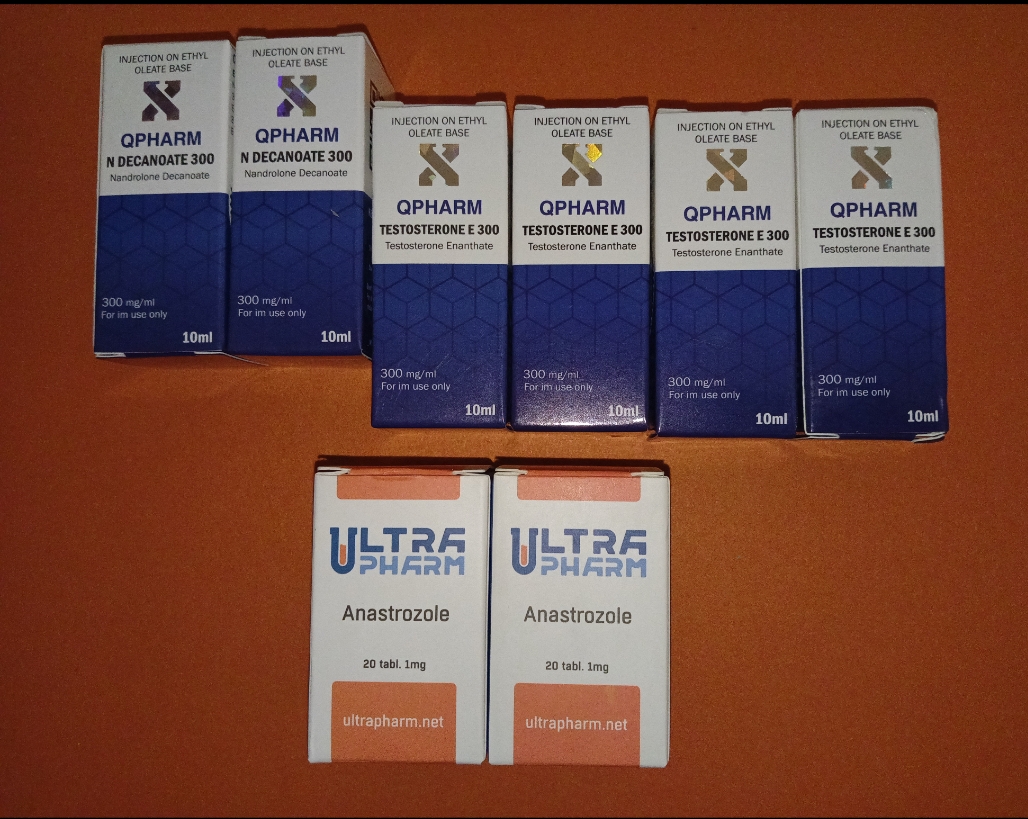 INJECTION ON ETHYL
OLEATE BASE
QPHARM
N DECANOATE 300
Nandrolone Decanoate
300 mg/ml
For im use only
10ml
INJECTION ON ETHYL
OLEATE BASE
QPHARM
N DECANOATE 300
Nandrolone Decanoate
300 mg/ml
For im use only
10ml
INJECTION ON ETHYL
OLEATE BASE
QPHARM
TESTOSTERONE E 300
Testosterone Enanthate
300 mg/ml
For im use only
10ml
INJECTION ON ETHYL
OLEATE BASE
QPHARM
TESTOSTERONE E 300
Testosterone Enanthate
300 mg/ml
For im use only
10ml
INJECTION ON ETHYL
OLEATE BASE
QPHARM
TESTOSTERONE E 300
Testosterone Enanthate
300 mg/ml
For im use only
10ml
INJECTION ON ETHYL
OLEATE BASE
QPHARM
TESTOSTERONE E 300
Testosterone Enanthate
300 mg/ml
For im use only
10ml
ULTRA
PHARM
Anastrozole
20 tabl. 1mg
ultrapharm.net
ULTRA
PHARM
Anastrozole
20 tabl. 1mg
ultrapharm.net